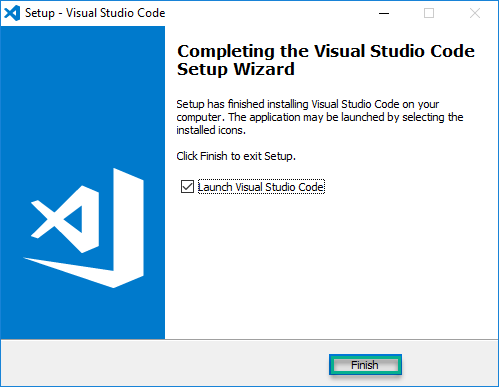 Setup - Visual Studio Code
Completing the Visual Studio Code
Setup Wizard
Setup has finished installing Visual Studio Code on your
computer. The application may be launched by selecting the
installed icons.
Click Finish to exit Setup.
Launch Visual Studio Code
Finish